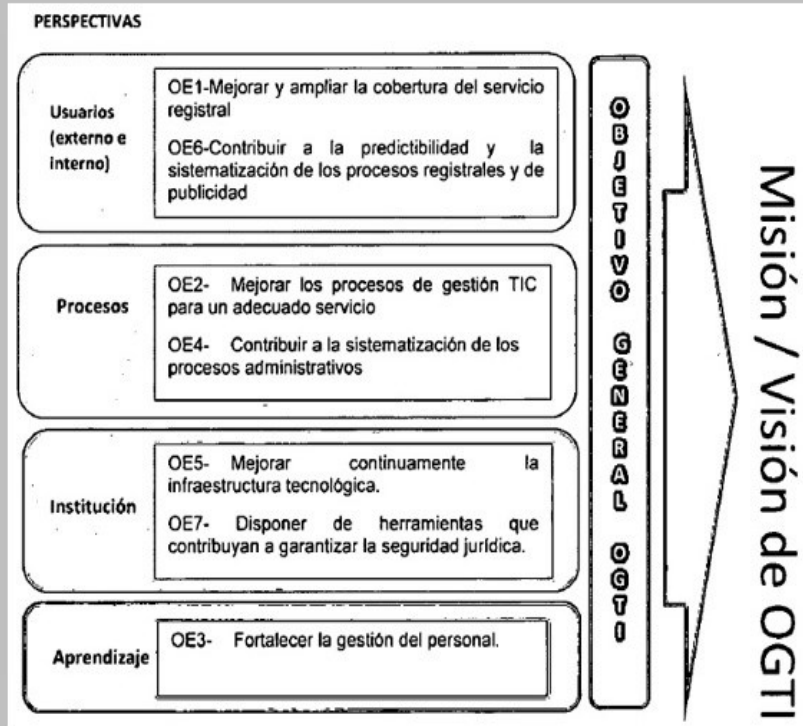 PERSPECTIVAS
Usuarios
(externo e
interno)
OE1-Mejorar y ampliar la cobertura del servicio
registral
OE6-Contribuir a la predictibilidad y la
sistematización de los procesos registrales y de
publicidad
Procesos
OE2- Mejorar los procesos de gestión TIC
para un adecuado servicio
OE4- Contribuir a la sistematización de los
procesos administrativos
Institución
OE5- Mejorar continuamente la
infraestructura tecnológica.
OE7- Disponer de herramientas que
contribuyan a garantizar la seguridad jurídica.
Aprendizaje
OE3- Fortalecer la gestión del personal.
OBJETIVO GENERAL OGTI
Misión / Visión de OGTI